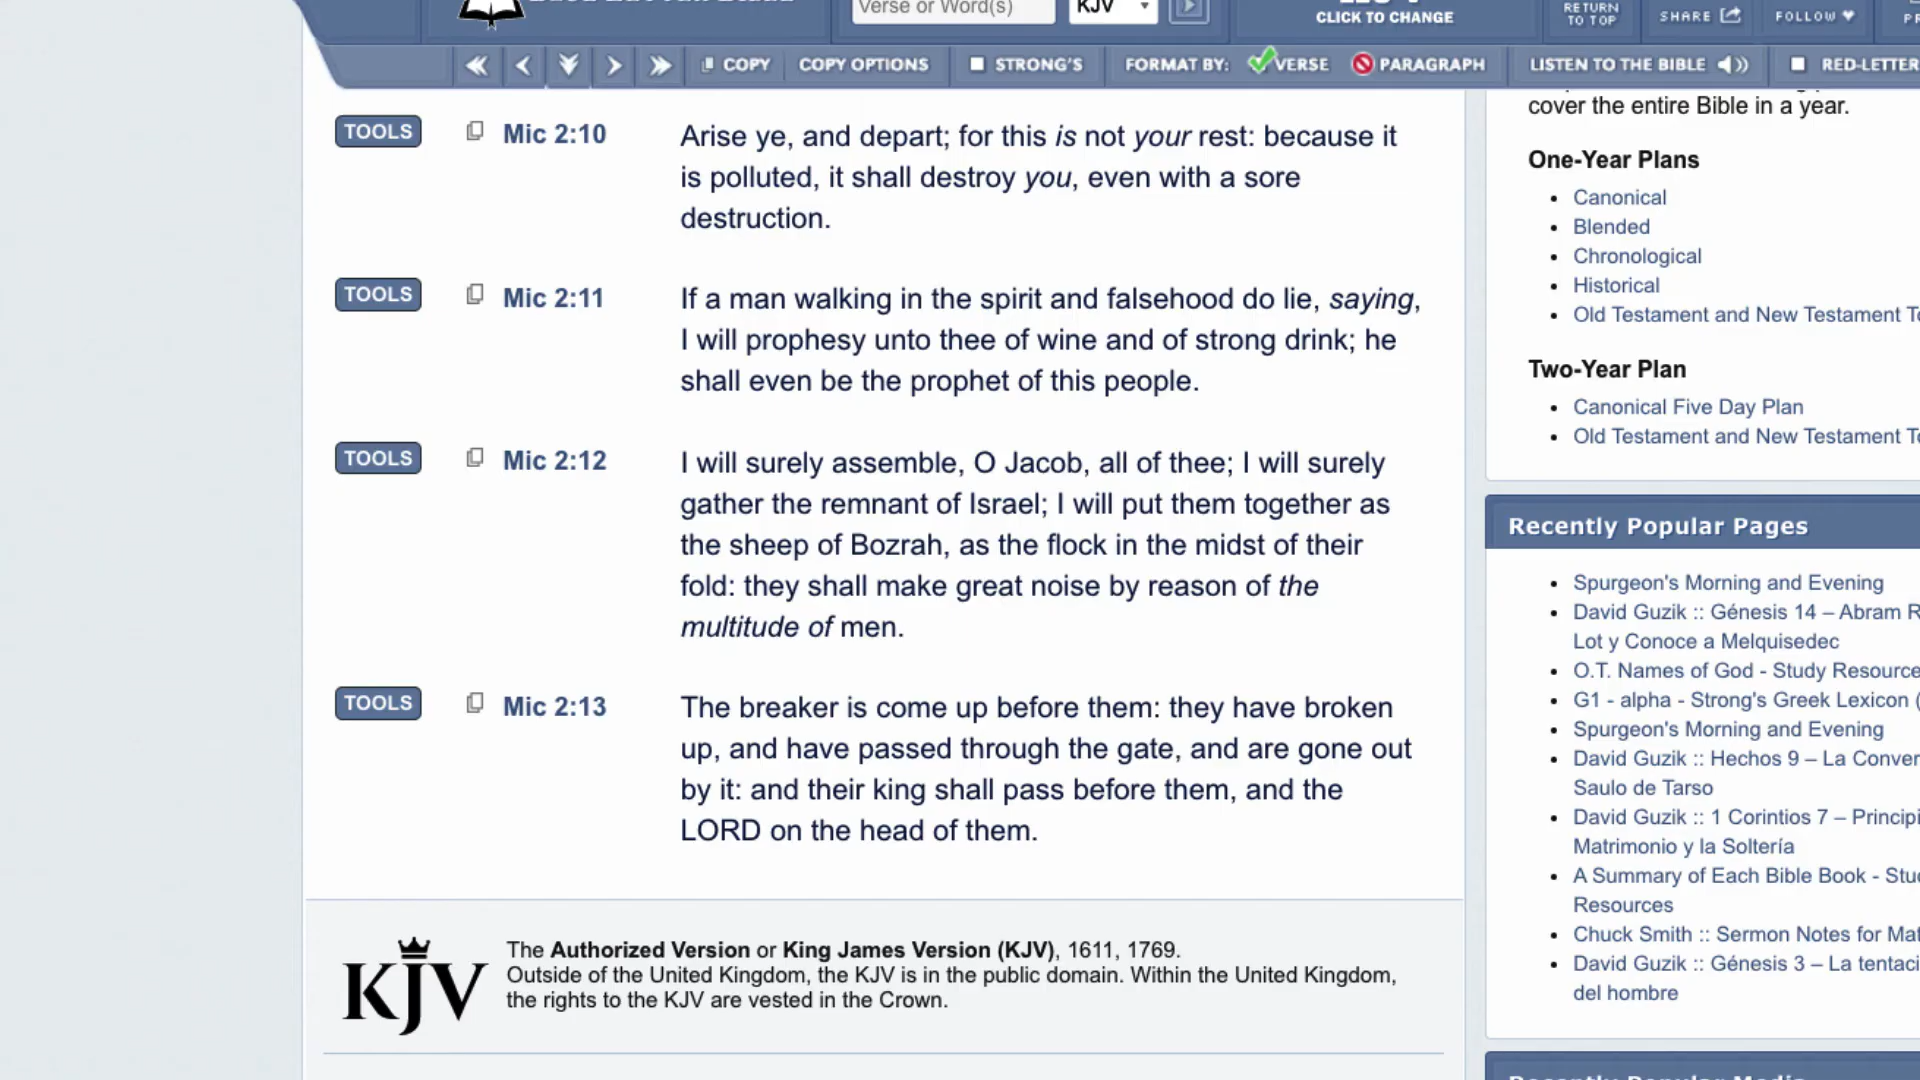 Verse or Word(s)
KJV
CLICK TO CHANGE
RETURN
TO TOP
SHARE
FOLLOW
COPY
COPY OPTIONS
STRONG'S
FORMAT BY:
VERSE
PARAGRAPH
LISTEN TO THE BIBLE
RED-LETTER
TOOLS
Mic 2:10
Arise ye, and depart; for this is not your rest: because it
is polluted, it shall destroy you, even with a sore
destruction.
TOOLS
Mic 2:11
If a man walking in the spirit and falsehood do lie, saying,
I will prophesy unto thee of wine and of strong drink; he
shall even be the prophet of this people.
TOOLS
Mic 2:12
I will surely assemble, O Jacob, all of thee; I will surely
gather the remnant of Israel; I will put them together as
the sheep of Bozrah, as the flock in the midst of their
fold: they shall make great noise by reason of the
multitude of men.
TOOLS
Mic 2:13
The breaker is come up before them: they have broken
up, and have passed through the gate, and are gone out
by it: and their king shall pass before them, and the
LORD on the head of them.
KJV
The Authorized Version or King James Version (KJV), 1611, 1769.
Outside of the United Kingdom, the KJV is in the public domain. Within the United Kingdom,
the rights to the KJV are vested in the Crown.
cover the entire Bible in a year.
One-Year Plans
Canonical
Blended
Chronological
Historical
Old Testament and New Testament
Two-Year Plan
Canonical Five Day Plan
Old Testament and New Testament
Recently Popular Pages
Spurgeon's Morning and Evening
David Guzik :: Génesis 14 – Abram
Lot y Conoce a Melquisedec
O.T. Names of God - Study Resource
G1 - alpha - Strong's Greek Lexicon (
Spurgeon's Morning and Evening
David Guzik :: Hechos 9 – La Conver
Saulo de Tarso
David Guzik :: 1 Corintios 7 – Principi
Matrimonio y la Soltería
A Summary of Each Bible Book -
Resources
Chuck Smith :: Sermon Notes for
David Guzik :: Génesis 3 – La tentaci
del hombre